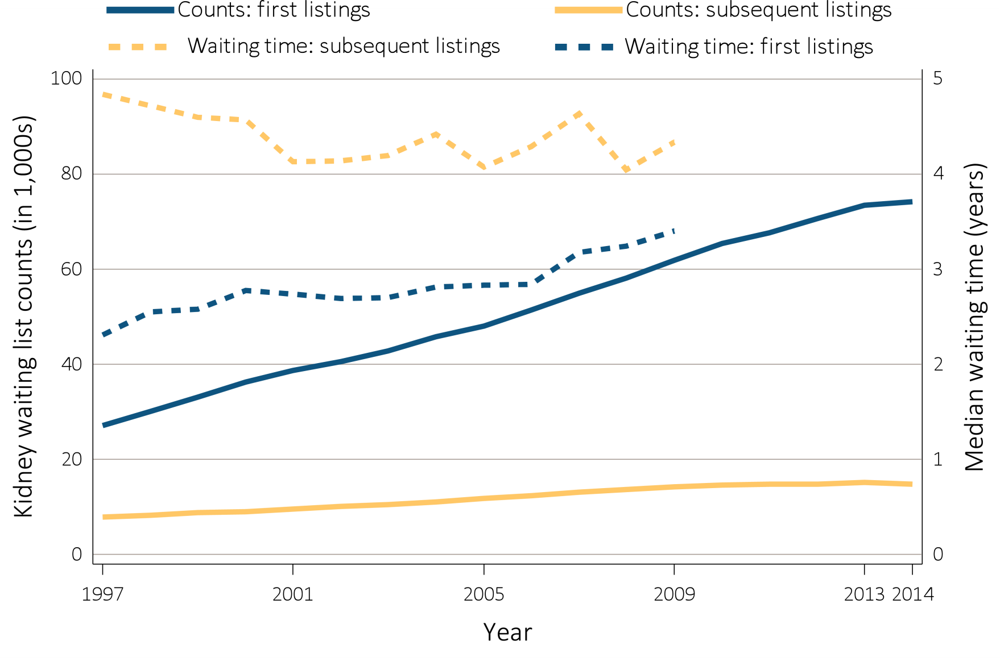 Counts: first listings
Counts: subsequent listings
Waiting time: subsequent listings
Waiting time: first listings
Kidney waiting list counts (in 1,000s)
100
80
60
40
20
0
5
4
3
2
1
0
Median waiting time (years)
1997
2001
2005
2009
2013
2014
Year